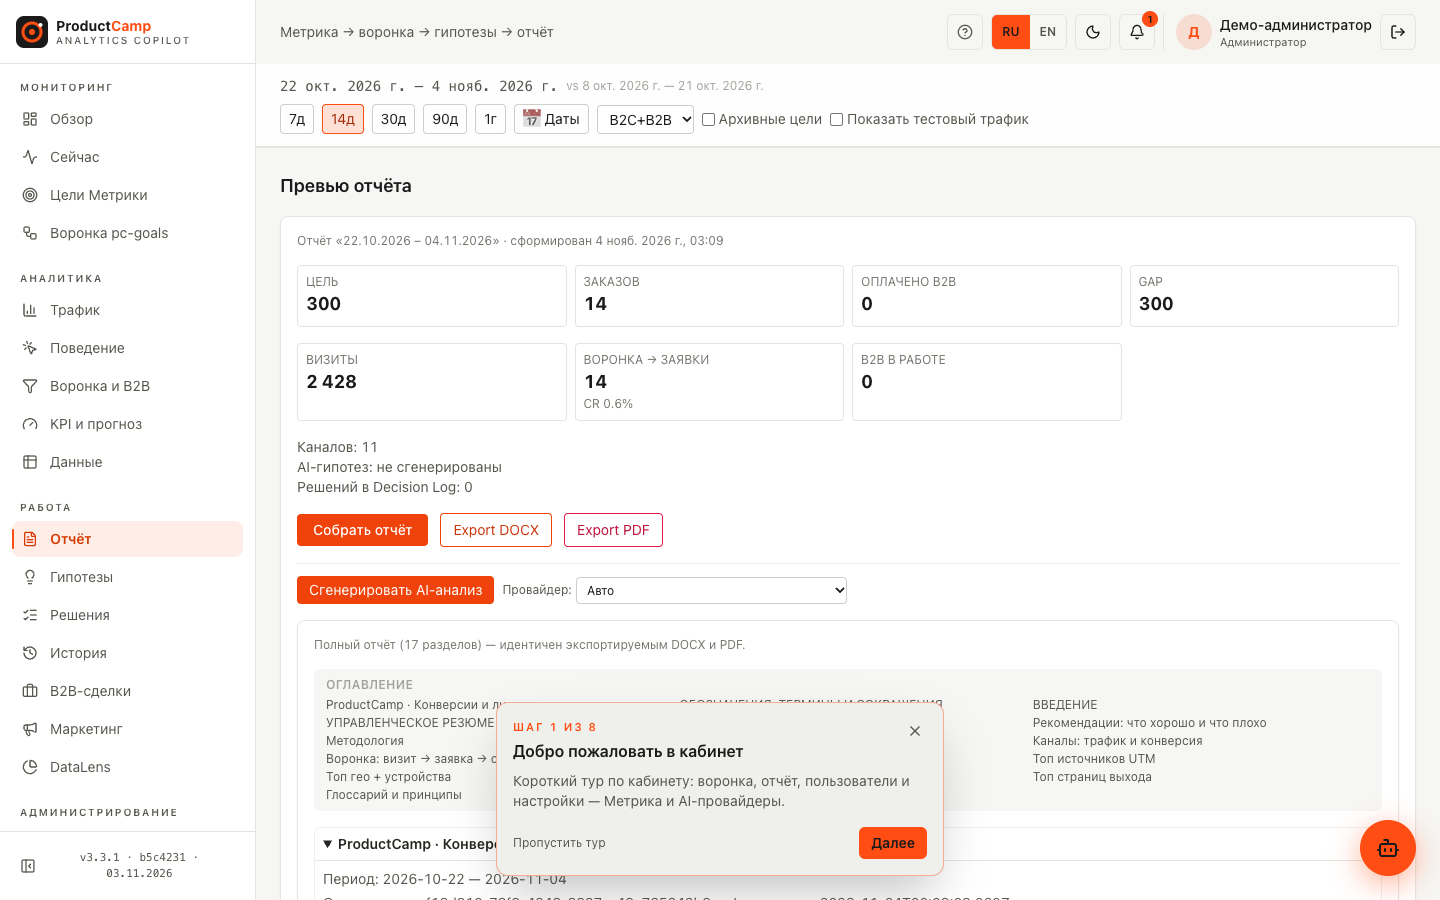 ProductCamp
ANALYTICS COPILOT
Метрика → воронка → гипотезы → отчёт
RU
EN
1
Д
Демо-администратор
Администратор
МОНИТОРИНГ
Обзор
Сейчас
Цели Метрики
Воронка pc-goals
АНАЛИТИКА
Трафик
Поведение
Воронка и B2B
KPI и прогноз
Данные
РАБОТА
Отчёт
Гипотезы
Решения
История
B2B-сделки
Маркетинг
DataLens
АДМИНИСТРИРОВАНИЕ
v3.3.1 · b5c4231 ·
03.11.2026
22 окт. 2026 г. — 4 нояб. 2026 г. vs 8 окт. 2026 г. — 21 окт. 2026 г.
7д
14д
30д
90д
1г
17 Даты
B2C+B2B
Архивные цели
Показать тестовый трафик
Превью отчёта
Отчёт «22.10.2026 – 04.11.2026» · сформирован 4 нояб. 2026 г., 03:09
ЦЕЛЬ
300
ЗАКАЗОВ
14
ОПЛАЧЕНО B2B
0
GAP
300
ВИЗИТЫ
2 428
ВОРОНКА → ЗАЯВКИ
14
CR 0.6%
B2B В РАБОТЕ
0
Каналов: 11
AI-гипотез: не сгенерированы
Решений в Decision Log: 0
Собрать отчёт
Export DOCX
Export PDF
Сгенерировать AI-анализ
Провайдер:
Авто
Полный отчёт (17 разделов) — идентичен экспортируемым DOCX и PDF.
ОГЛАВЛЕНИЕ
ProductCamp · Конверсии и
ОБОЗНАЧЕНИЯ, ТЕРМИНЫ И СОКРАЩЕНИЯ
ВВЕДЕНИЕ
УПРАВЛЕНЧЕСКОЕ РЕЗЮМЕ
Рекомендации: что хорошо и что плохо
Методология
Каналы: трафик и конверсия
Воронка: визит → заявка →
Топ источников UTM
Топ гео + устройства
Топ страниц выхода
Глоссарий и принципы
ШАГ 1 ИЗ 8
Добро пожаловать в кабинет
Короткий тур по кабинету: воронка, отчёт, пользователи и
настройки — Метрика и AI-провайдеры.
Пропустить тур
Далее
ProductCamp ·
Период: 2026-10-22 — 2026-11-04